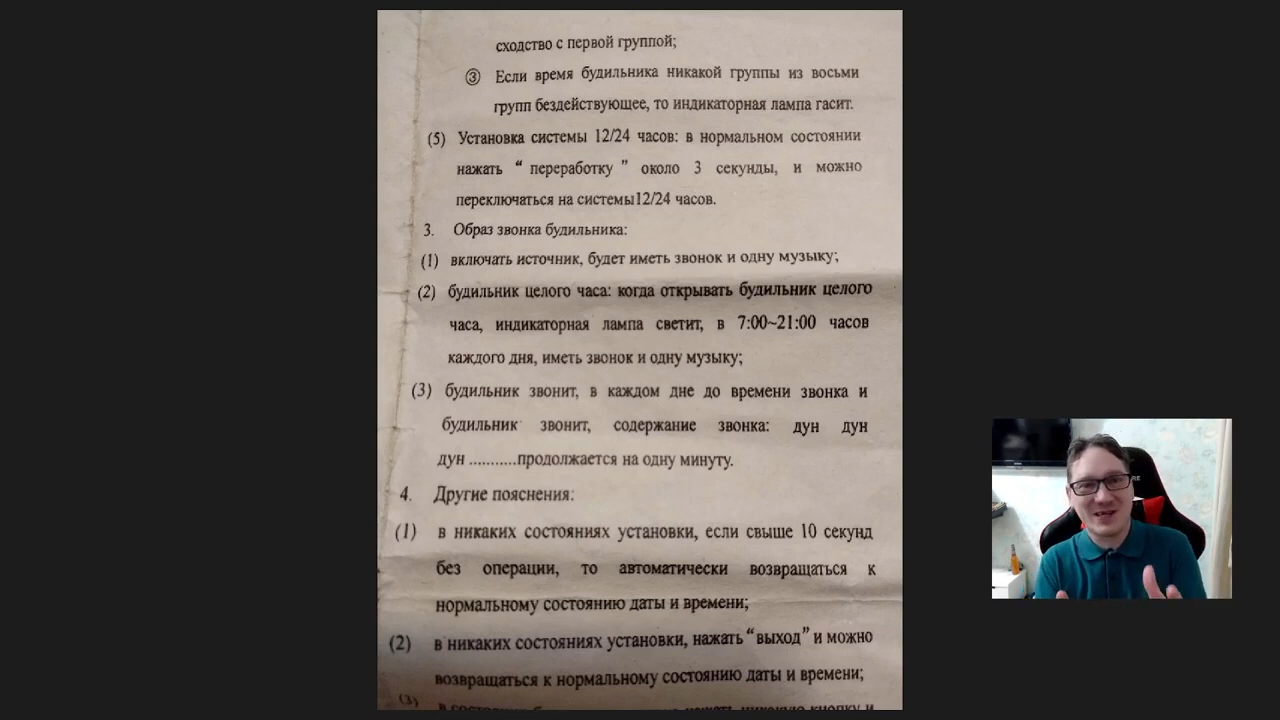 сходство с первой группой;
③ Если время будильника никакой группы из восьми
групп бездействующее, то индикаторная лампа гасит.
(5) Установка системы 12/24 часов: в нормальном состоянии
нажать “ переработку ” около 3 секунды, и можно
переключаться на системы12/24 часов.
3. Образ звонка будильника:
(1) включать источник, будет иметь звонок и одну музыку;
(2) будильник целого часа: когда открывать будильник целого
часа, индикаторная лампа светит, в 7:00~21:00 часов
каждого дня, иметь звонок и одну музыку;
(3) будильник звонит, в каждом дне до времени звонка и
будильник звонит, содержание звонка: дун дун
дун ...........продолжается на одну минуту.
4. Другие пояснения:
(1) в никаких состояниях установки, если свыше 10 секунд
без операции, то автоматически возвращаться к
нормальному состоянию даты и времени;
(2) в никаких состояниях установки, нажать “выход” и можно
возвращаться к нормальному состоянию даты и времени;
(3) в нажать никакую кнопку и